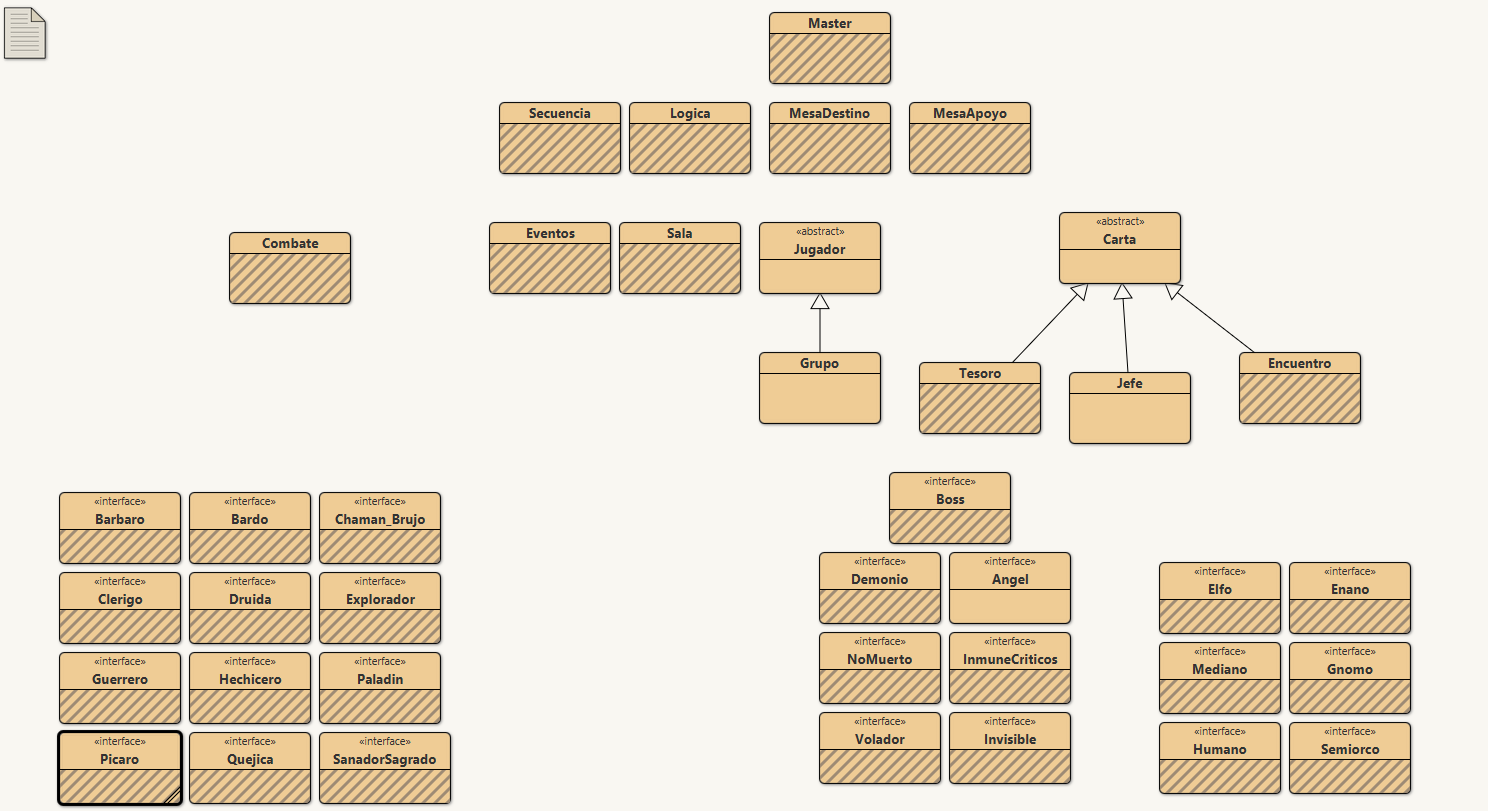 Master
Secuencia
Logica
MesaDestino
MesaApoyo
Combate
Eventos
Sala
«abstract»
Jugador
«abstract»
Carta
Grupo
Tesoro
Jefe
Encuentro
«interface»
Barbaro
«interface»
Bardo
«interface»
Chaman_Brujo
«interface»
Clerigo
«interface»
Druida
«interface»
Explorador
«interface»
Guerrero
«interface»
Hechicero
«interface»
Paladin
«interface»
Picaro
«interface»
Quejica
«interface»
SanadorSagrado
«interface»
Boss
«interface»
Demonio
«interface»
Angel
«interface»
NoMuerto
«interface»
InmuneCriticos
«interface»
Volador
«interface»
Invisible
«interface»
Elfo
«interface»
Enano
«interface»
Mediano
«interface»
Gnomo
«interface»
Humano
«interface»
Semiorco